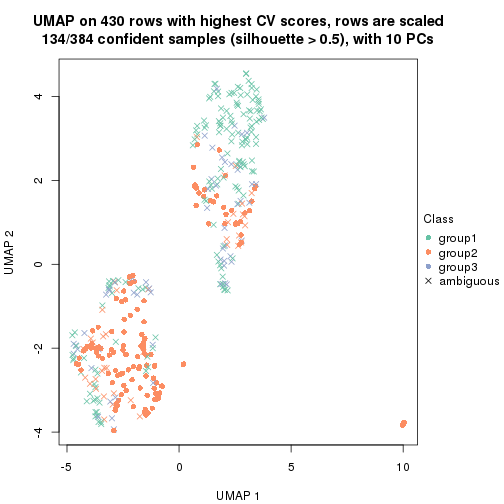 UMAP on 430 rows with highest CV scores, rows are scaled
134/384 confident samples (silhouette > 0.5), with 10 PCs
4
2
0
-2
-4
UMAP 2
-5
0
5
10
UMAP 1
Class
group1
group2
group3
ambiguous